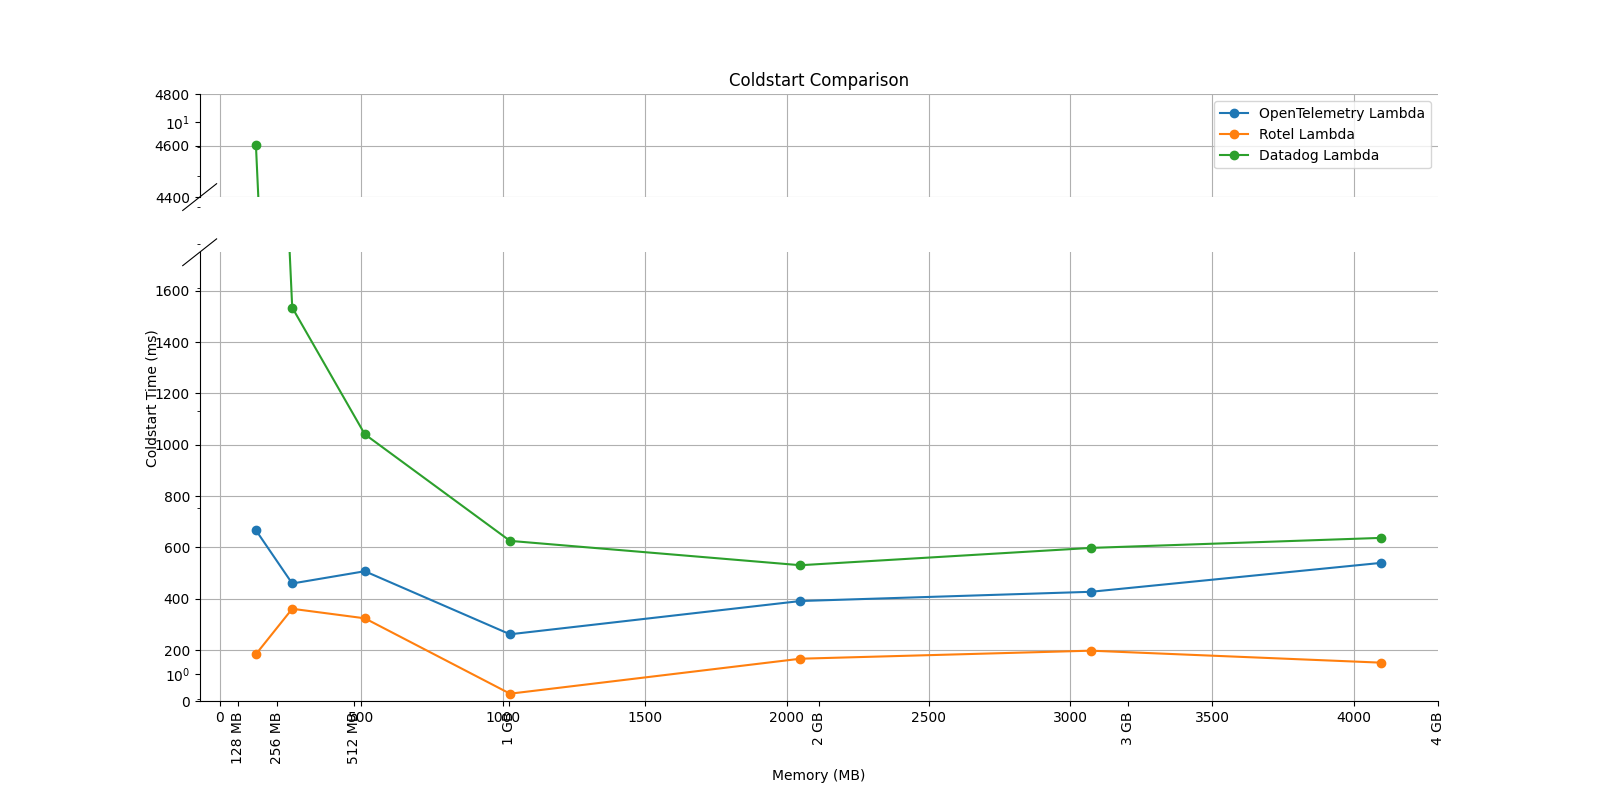 Coldstart Comparison
4800
10¹
4600
4400
OpenTelemetry Lambda
Rotel Lambda
Datadog Lambda
1600
1400
1200
1000
800
600
400
200
10⁰
0
Coldstart Time (ms)
0 500 1000 1500 2000 2500 3000 3500 4000
128 MB 256 MB 512 MB 1 GB 2 GB 3 GB 4 GB
Memory (MB)